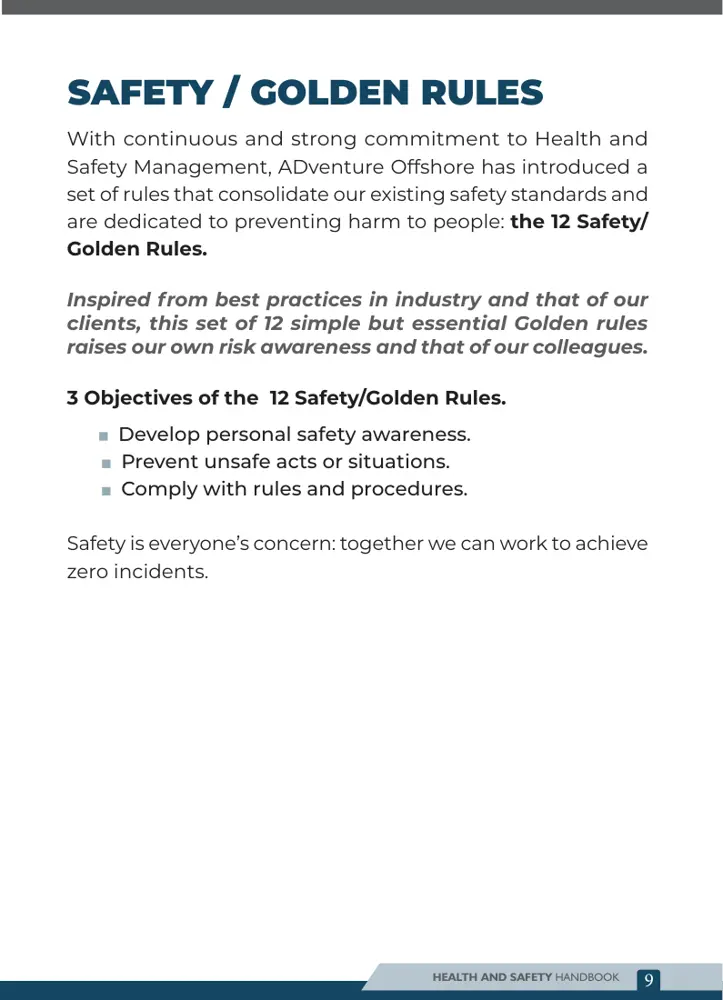 SAFETY / GOLDEN RULES
With continuous and strong commitment to Health and
Safety Management, ADventure Offshore has introduced a
set of rules that consolidate our existing safety standards and
are dedicated to preventing harm to people: the 12 Safety/
Golden Rules.
Inspired from best practices in industry and that of our
clients, this set of 12 simple but essential Golden rules
raises our own risk awareness and that of our colleagues.
3 Objectives of the 12 Safety/Golden Rules.
■ Develop personal safety awareness.
■ Prevent unsafe acts or situations.
■ Comply with rules and procedures.
Safety is everyone’s concern: together we can work to achieve
zero incidents.
HEALTH AND SAFETY HANDBOOK 9